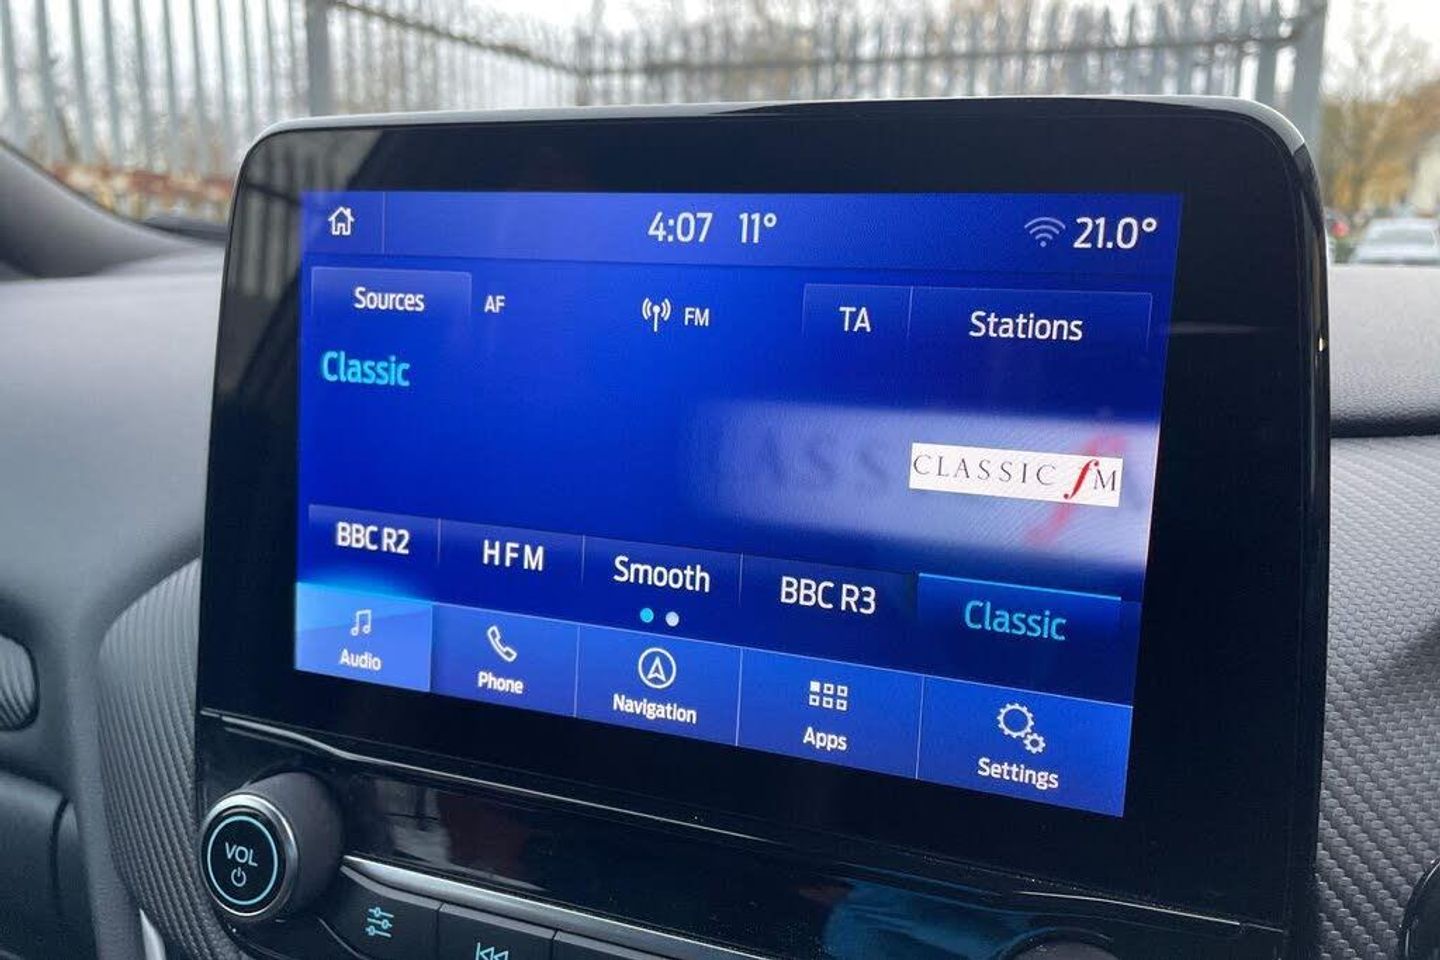 4:07 11° 21.0°
Sources AF FM TA Stations
Classic
CLASSIC fM
BBC R2 HFM Smooth BBC R3 Classic
Audio Phone Navigation Apps Settings
VOL